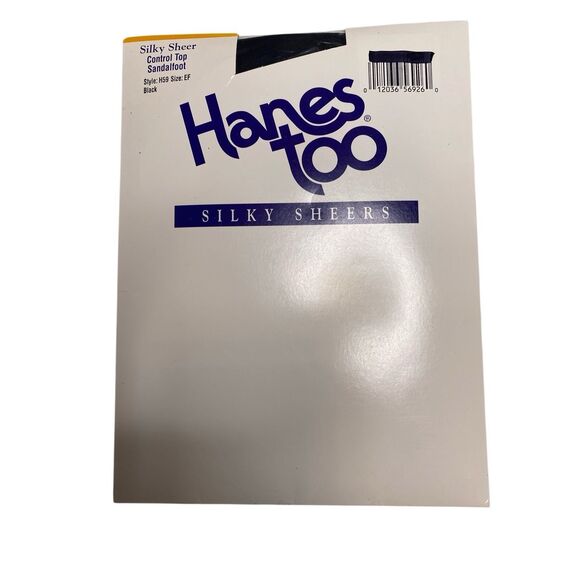 Silky Sheer
Control Top
Sandalfoot
Style: H59 Size: EF
Black
0 12036 56926 0
Hanes
too®
SILKY SHEERS